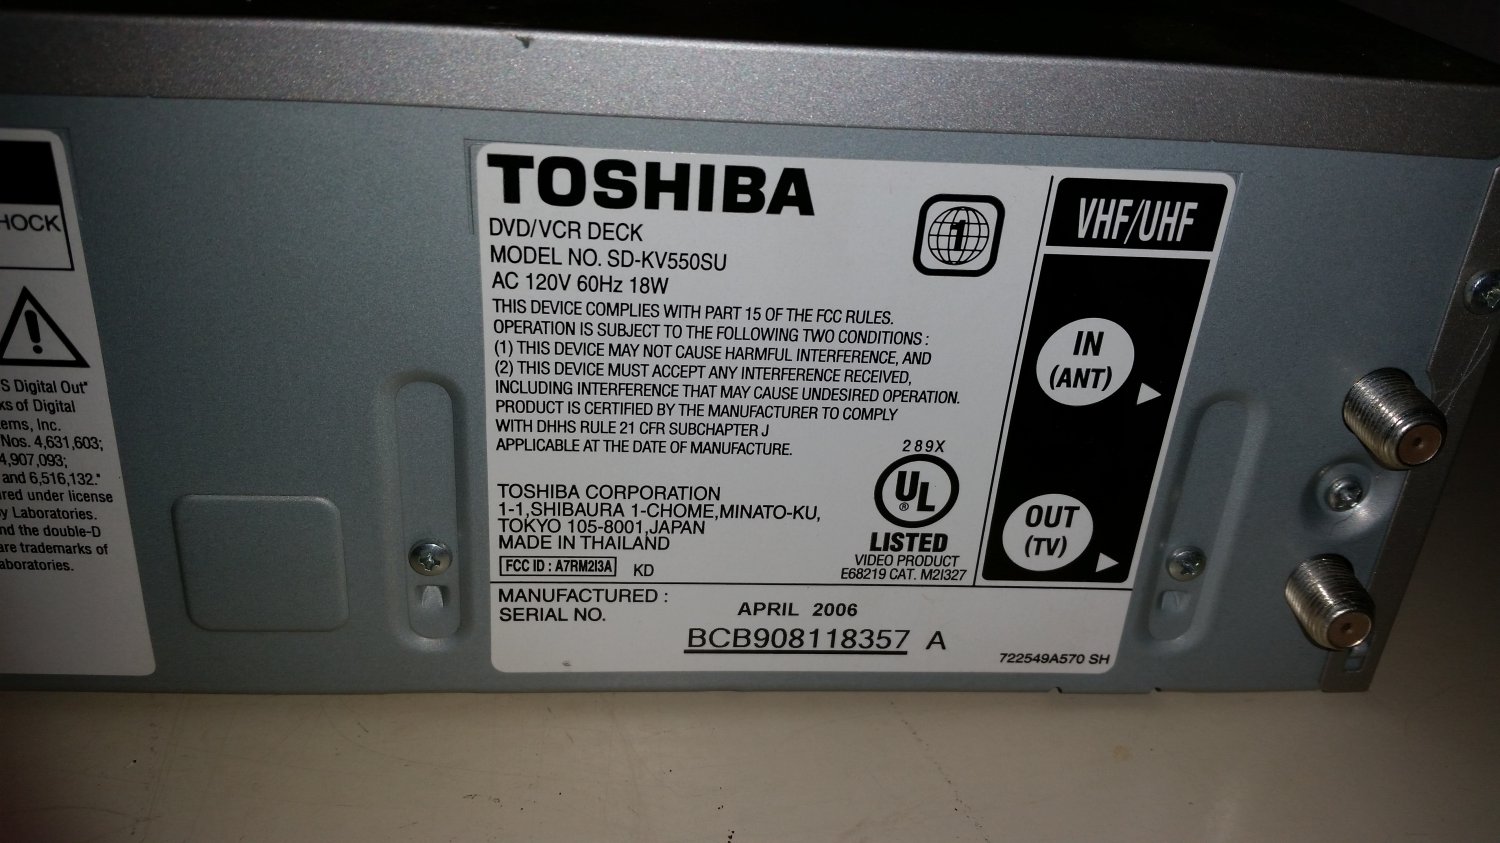 HOCK
S Digital Out"
ks of Digital
ems, Inc.
Nos. 4,631,603;
4,907,093;
and 6,516,132."
red under license
y Laboratories.
nd the double-D
are trademarks of
aboratories.
TOSHIBA
DVD/VCR DECK
MODEL NO. SD-KV550SU
AC 120V 60Hz 18W
THIS DEVICE COMPLIES WITH PART 15 OF THE FCC RULES.
OPERATION IS SUBJECT TO THE FOLLOWING TWO CONDITIONS :
(1) THIS DEVICE MAY NOT CAUSE HARMFUL INTERFERENCE, AND
(2) THIS DEVICE MUST ACCEPT ANY INTERFERENCE RECEIVED,
INCLUDING INTERFERENCE THAT MAY CAUSE UNDESIRED OPERATION.
PRODUCT IS CERTIFIED BY THE MANUFACTURER TO COMPLY
WITH DHHS RULE 21 CFR SUBCHAPTER J
APPLICABLE AT THE DATE OF MANUFACTURE.
TOSHIBA CORPORATION
1-1,SHIBAURA 1-CHOME,MINATO-KU,
TOKYO 105-8001,JAPAN
MADE IN THAILAND
FCC ID : A7RM2I3A KD
1
289X
UL ®
LISTED
VIDEO PRODUCT
E68219 CAT. M2I327
VHF/UHF
IN
(ANT)
OUT
(TV)
MANUFACTURED : APRIL 2006
SERIAL NO. BCB908118357 A
722549A570 SH